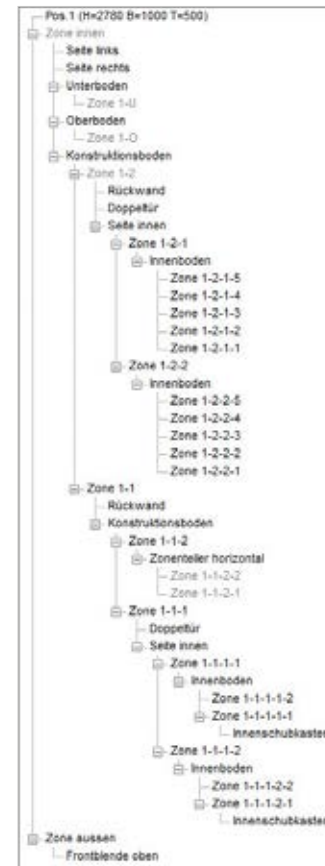 Pos.1 (H=2780 B=1000 T=500)
Zone innen
Seite links
Seite rechts
Unterboden
Zone 1-U
Oberboden
Zone 1-O
Konstruktionsboden
Zone 1-2
Rückwand
Doppeltür
Seite innen
Zone 1-2-1
Innenboden
Zone 1-2-1-5
Zone 1-2-1-4
Zone 1-2-1-3
Zone 1-2-1-2
Zone 1-2-1-1
Zone 1-2-2
Innenboden
Zone 1-2-2-5
Zone 1-2-2-4
Zone 1-2-2-3
Zone 1-2-2-2
Zone 1-2-2-1
Zone 1-1
Rückwand
Konstruktionsboden
Zone 1-1-2
Zonenteiler horizontal
Zone 1-1-2-2
Zone 1-1-2-1
Zone 1-1-1
Doppeltür
Seite innen
Zone 1-1-1-1
Innenboden
Zone 1-1-1-1-2
Zone 1-1-1-1-1
Innenschubkasten
Zone 1-1-1-2
Innenboden
Zone 1-1-1-2-2
Zone 1-1-1-2-1
Innenschubkasten
Zone aussen
Frontblende oben